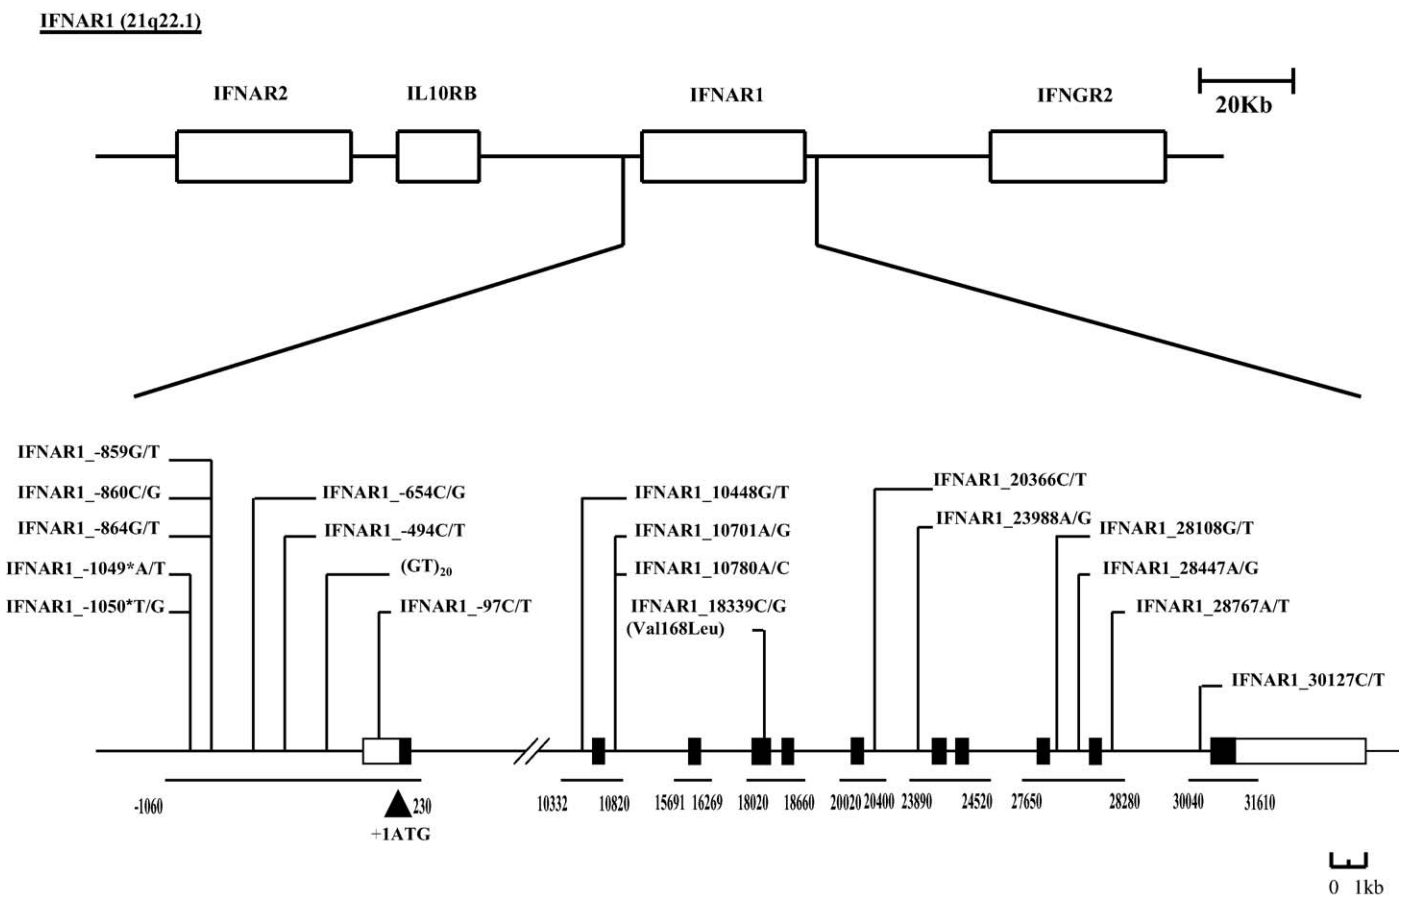 IFNAR1 (21q22.1)
IFNAR2
IL10RB
IFNAR1
IFNGR2
20Kb
IFNAR1_-859G/T
IFNAR1_-860C/G
IFNAR1_-864G/T
IFNAR1_-1049*A/T
IFNAR1_-1050*T/G
IFNAR1_-654C/G
IFNAR1_-494C/T
(GT)20
IFNAR1_-97C/T
IFNAR1_10448G/T
IFNAR1_10701A/G
IFNAR1_10780A/C
IFNAR1_18339C/G
(Val168Leu)
IFNAR1_20366C/T
IFNAR1_23988A/G
IFNAR1_28108G/T
IFNAR1_28447A/G
IFNAR1_28767A/T
IFNAR1_30127C/T
-1060 230 10332 10820 15691 16269 18020 18660 20020 20400 23890 24520 27650 28280 30040 31610
+1ATG
0 1kb